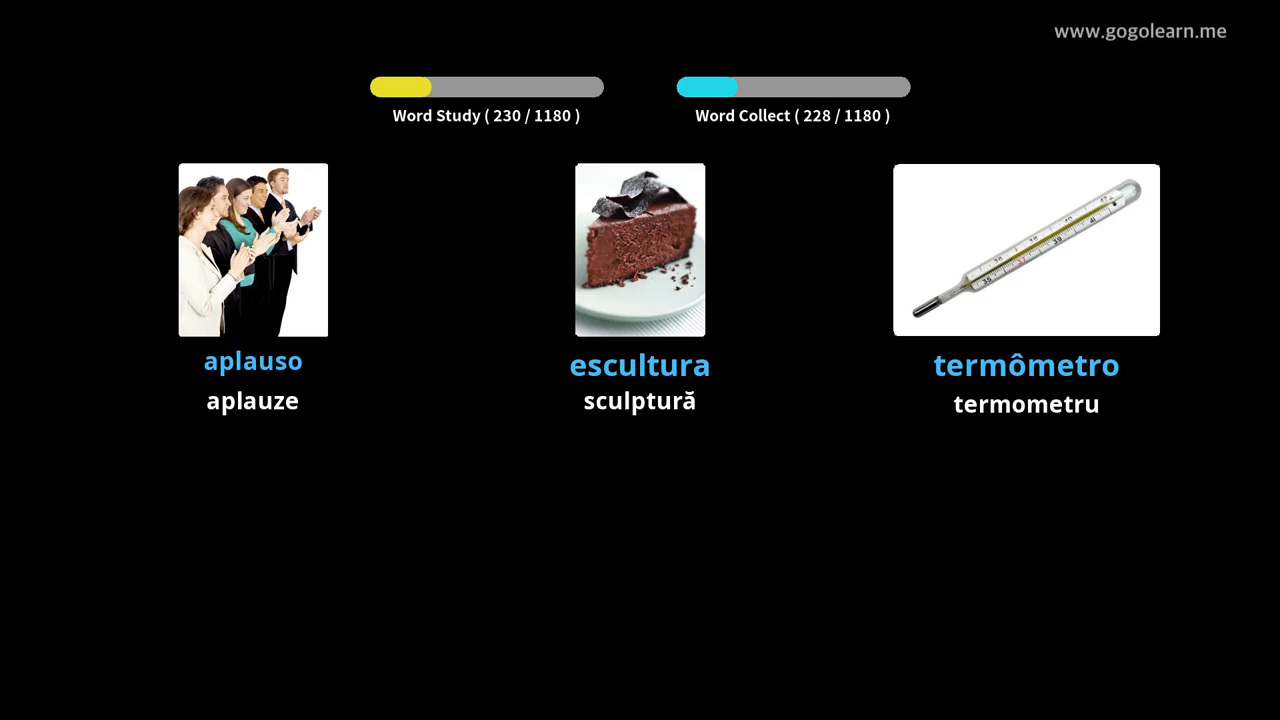 www.gogolearn.me
Word Study ( 230 / 1180 )
Word Collect ( 228 / 1180 )
aplauso
escultura
termômetro
aplauze
sculptură
termometru